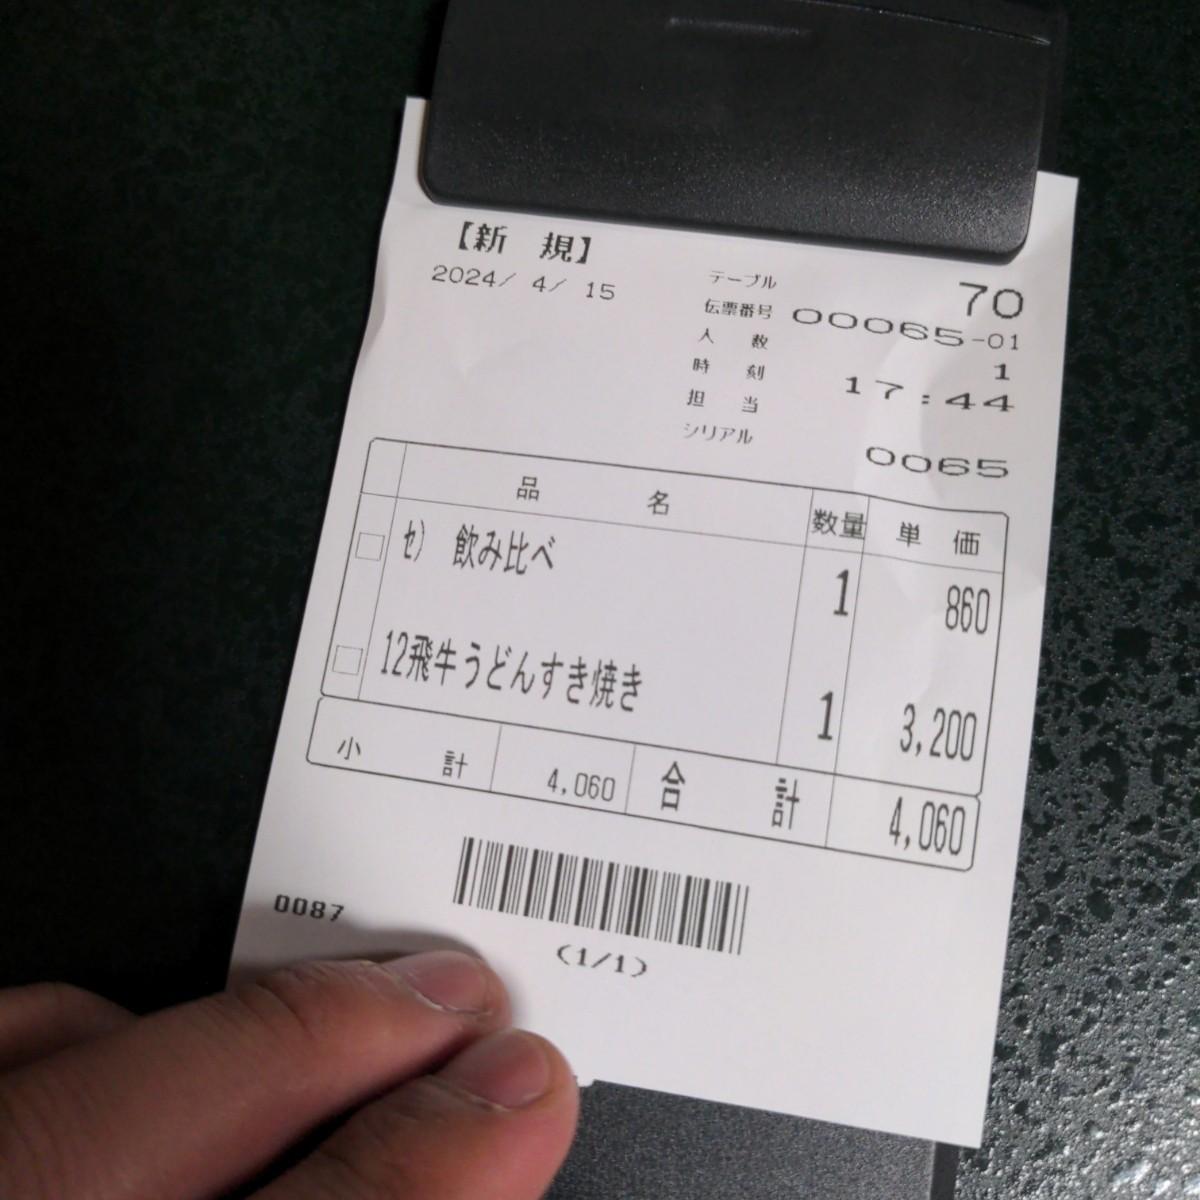 【新 規】
2024/ 4/ 15
テーブル 70
伝票番号 00065-01
人 数 1
時 刻 17:44
担 当
シリアル 0065
品 名 数量 単 価
セ) 飲み比べ 1 860
12飛牛うどんすき焼き 1 3,200
小 計 4,060 合 計 4,060
0087
(1/1)